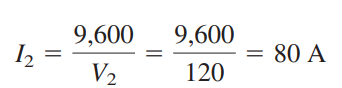 I₂ = 9,600/V₂ = 9,600/120 = 80 A